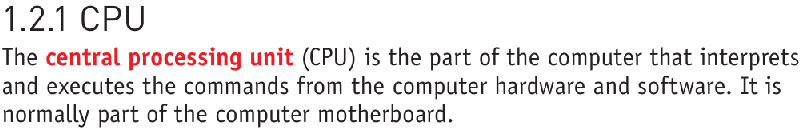 1.2.1 CPU
The central processing unit (CPU) is the part of the computer that interprets
and executes the commands from the computer hardware and software. It is
normally part of the computer motherboard.